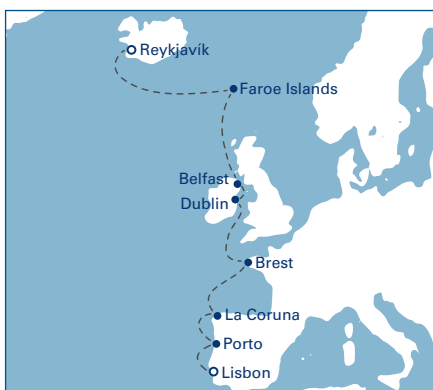 Reykjavík
Faroe Islands
Belfast
Dublin
Brest
La Coruna
Porto
Lisbon